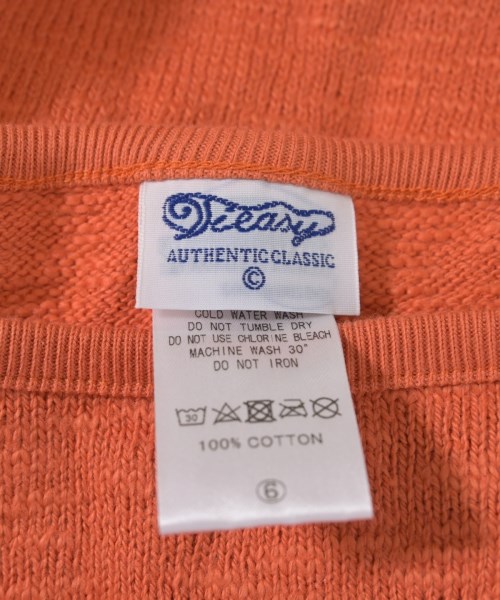 Tieasy
AUTHENTIC CLASSIC
©
COLD WATER WASH
DO NOT TUMBLE DRY
DO NOT USE CHLORINE BLEACH
MACHINE WASH 30°
DO NOT IRON
30
100% COTTON
6